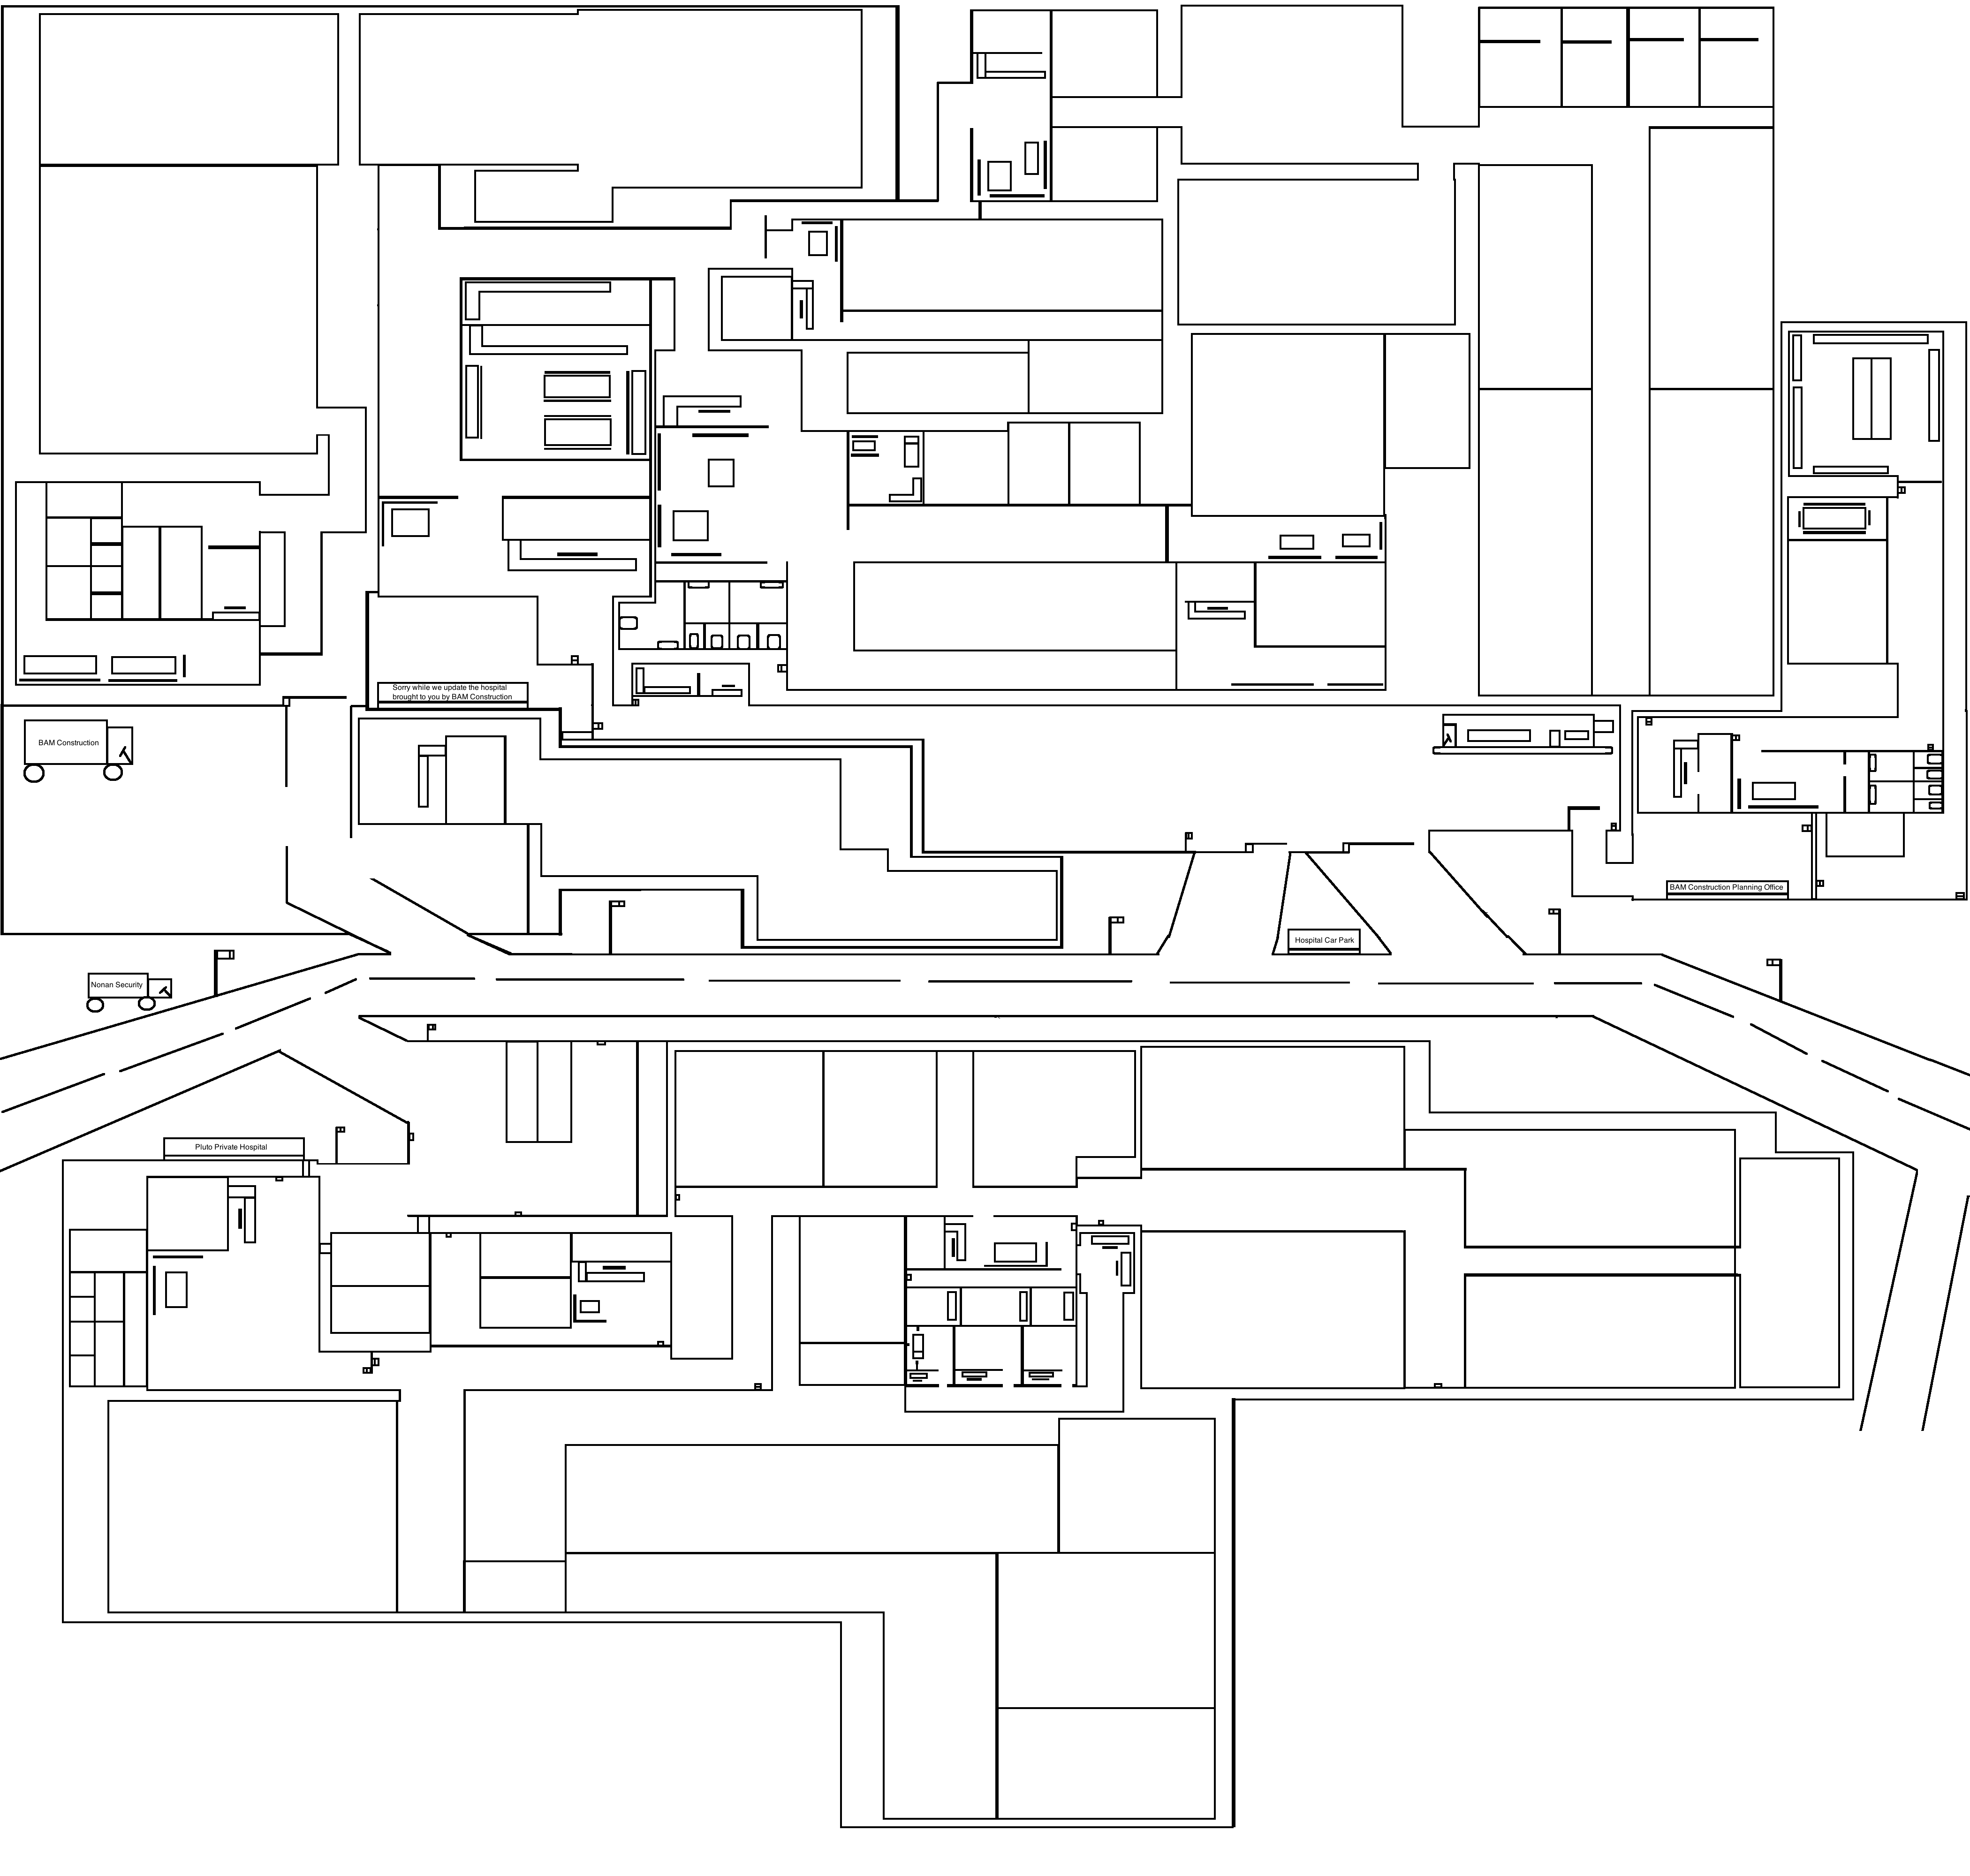 Sorry while we update the hospital
brought to you by BAM Construction
BAM Construction
BAM Construction Planning Office
Hospital Car Park
Nonan Security
Pluto Private Hospital